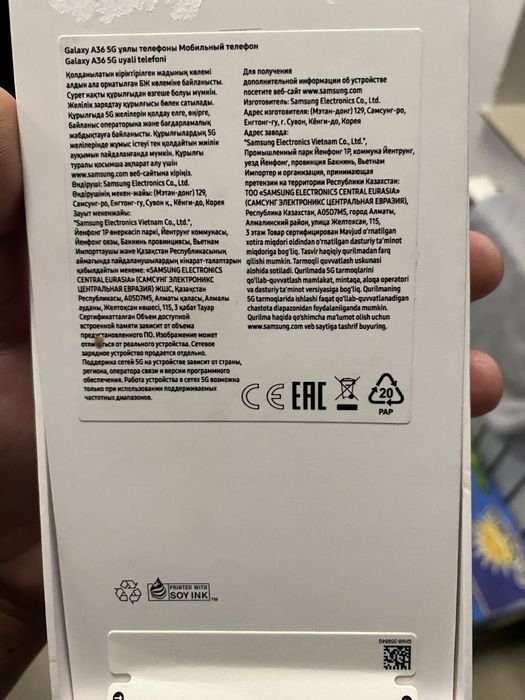 Galaxy A36 5G ұялы телефоны Мобильный телефон
Galaxy A36 5G uyali telefoni
Қолданылатын кіріктірілген жадының көлемі
алдын ала орнатылған БЖ көлеміне байланысты.
Сурет нақты құрылғыдан өзгеше болуы мүмкін.
Желілік зарядтау құрылғысы бөлек сатылады.
Құрылғыда 5G желілерін қолдау елге, өңірге,
байланыс операторына және бағдарламалық
жабдықтауға байланысты. Құрылғылардың 5G
желілерінде жұмыс істеуі тек қолдайтын жиілік
ауқымын пайдаланғанда мүмкін. Құрылғы
туралы қосымша ақпарат алу үшін
www.samsung.com веб-сайтына кіріңіз.
Өндіруші: Samsung Electronics Co., Ltd.
Өндірушінің мекен-жайы: (Мэтан-донг) 129,
Самсунг-ро, Енгтонг-гу, Сувон қ., Кёнги-до, Корея
Зауыт мекенжайы:
"Samsung Electronics Vietnam Co., Ltd.",
Йенфонг 1Р өнеркәсіп паркі, Йентрунг коммунасы,
Йенфонг оязы, Бакнинь провинциясы, Вьетнам
Импорттаушы және Қазақстан Республикасының
аймағында пайдаланушылардың кінарат-талаптарын
қабылдайтын мекеме: «SAMSUNG ELECTRONICS
CENTRAL EURASIA» (САМСУНГ ЭЛЕКТРОНИКС
ЦЕНТРАЛЬНАЯ ЕВРАЗИЯ) ЖШС, Қазақстан
Республикасы, A05D7M5, Алматы қаласы, Алмалы
ауданы, Желтоқсан көшесі, 115, 3 қабат Тауар
Сертификатталған Объем доступной
встроенной памяти зависит от объема
предустановленного ПО. Изображение может
отличаться от реального устройства. Сетевое
зарядное устройство продается отдельно.
Поддержка сетей 5G на устройстве зависит от страны,
региона, оператора связи и версии программного
обеспечения. Работа устройства в сетях 5G возможна
только при использовании поддерживаемых
частотных диапазонов.
Для получения
дополнительной информации об устройстве
посетите веб-сайт www.samsung.com
Изготовитель: Samsung Electronics Co., Ltd.
Адрес изготовителя: (Мэтан-донг) 129, Самсунг-ро,
Енгтонг-гу, г. Сувон, Кёнги-до, Корея
Адрес завода:
"Samsung Electronics Vietnam Co., Ltd.",
Промышленный парк Йенфонг 1Р, коммуна Йентрунг,
уезд Йенфонг, провинция Бакнинь, Вьетнам
Импортер и организация, принимающая
претензии на территории Республики Казахстан:
ТОО «SAMSUNG ELECTRONICS CENTRAL EURASIA»
(САМСУНГ ЭЛЕКТРОНИКС ЦЕНТРАЛЬНАЯ ЕВРАЗИЯ),
Республика Казахстан, A05D7M5, город Алматы,
Алмалинский район, улица Желтоксан, 115,
3 этаж Товар сертифицирован Mavjud o'rnatilgan
xotira miqdori oldindan o'rnatilgan dasturiy ta'minot
miqdoriga bog'liq. Tasvir haqiqiy qurilmadan farq
qilishi mumkin. Tarmoqli quvvatlash uskunasi
alohida sotiladi. Qurilmada 5G tarmoqlarini
qo'llab-quvvatlash mamlakat, mintaqa, aloqa operatori
va dasturiy ta'minot versiyasiga bog'liq. Qurilmaning
5G tarmoqlarida ishlashi faqat qo'llab-quvvatlanadigan
chastota diapazonidan foydalanilganda mumkin.
Qurilma haqida qo'shimcha ma'lumot olish uchun
www.samsung.com veb saytiga tashrif buyuring.
CE EAC 20
PAP
PRINTED WITH
SOY INK TM
GH68-55884G